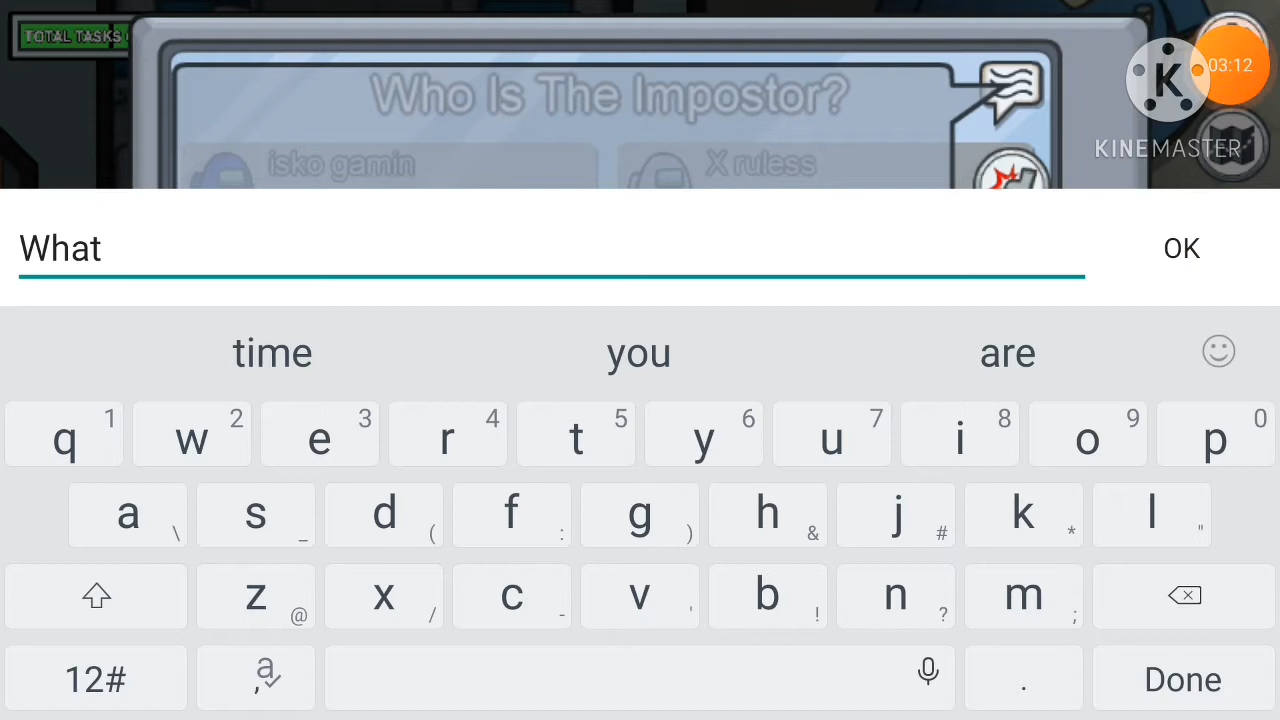 TOTAL TASKS
03:12
Who Is The Impostor?
K
KINEMASTER
isko gamin
X ruless
What
OK
time you are
q 1 w 2 e 3 r 4 t 5 y 6 u 7 i 8 o 9 p 0
a \ s _ d ( f : g ) h & j # k * l "
z @ x / c - v ' b ! n ? m ;
12# , a . Done